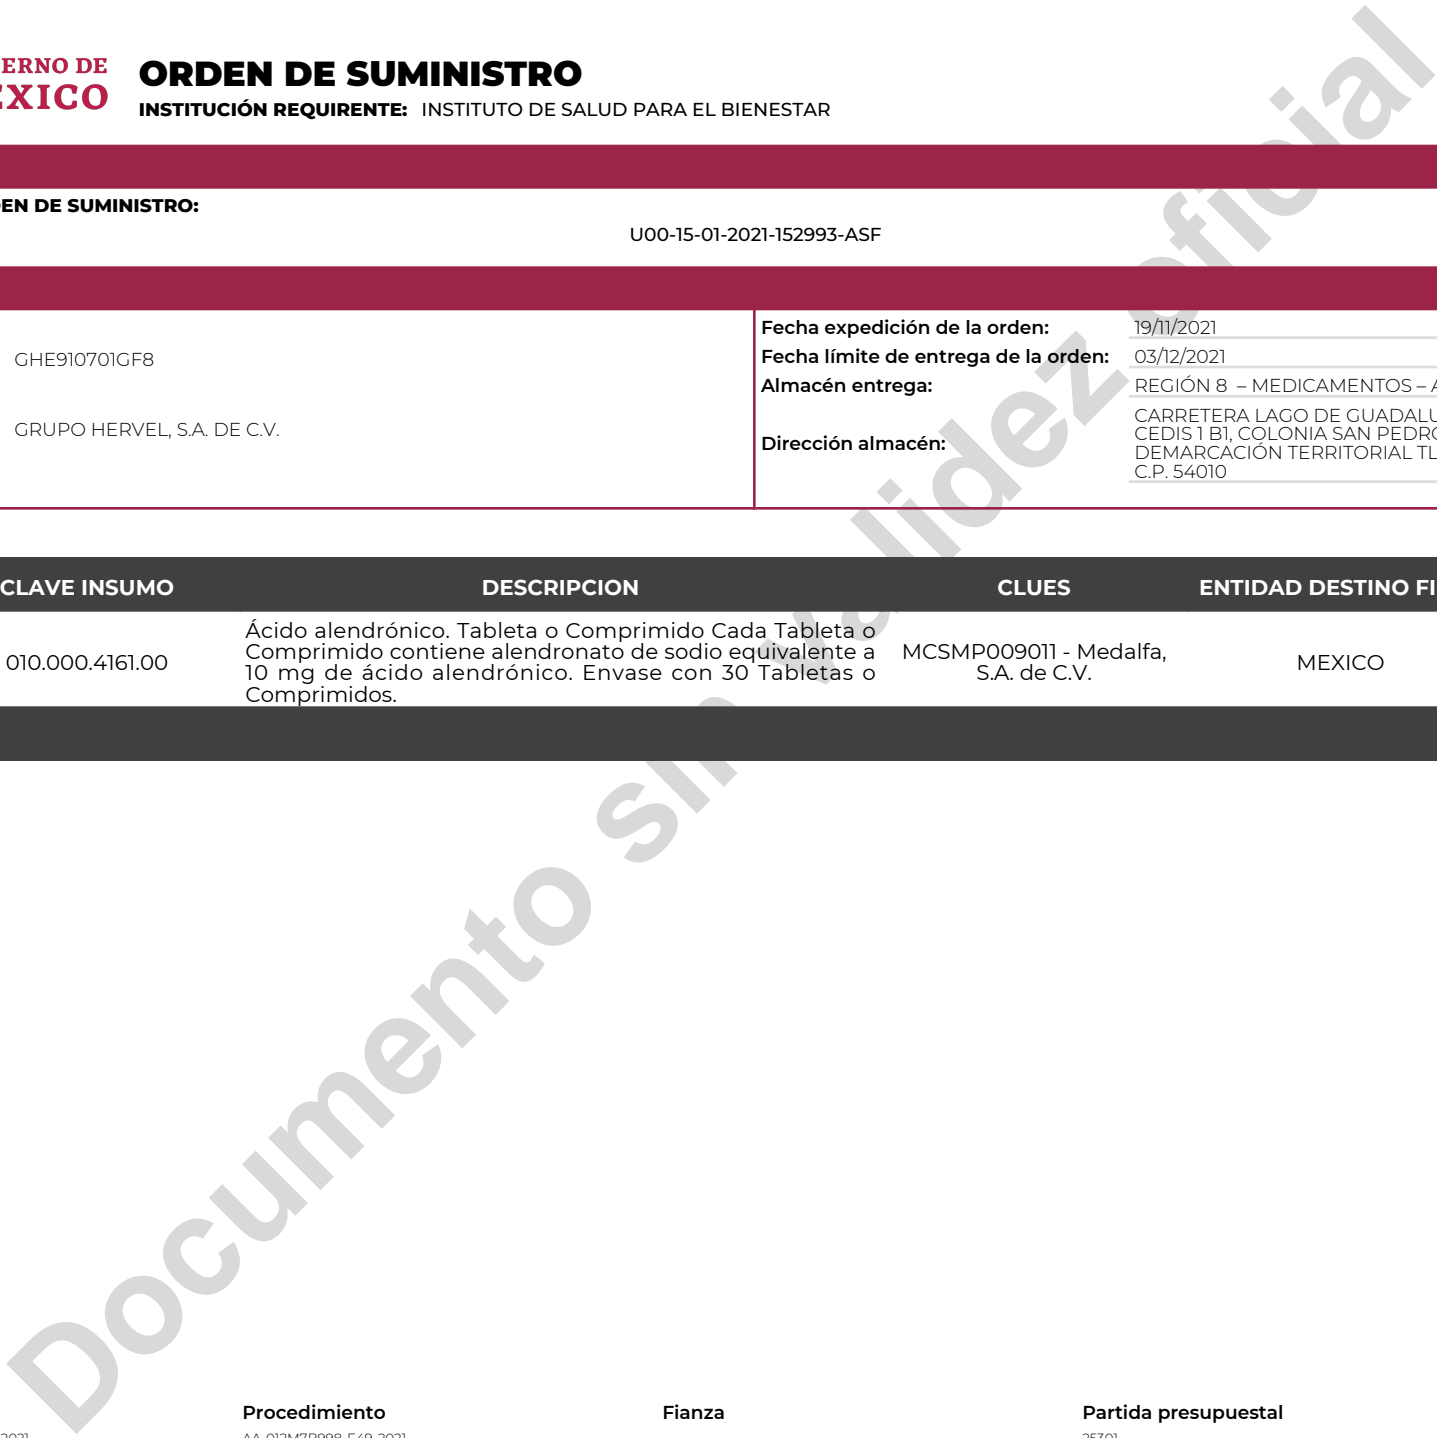 ERNO DE
EXICO
ORDEN DE SUMINISTRO
INSTITUCIÓN REQUIRENTE: INSTITUTO DE SALUD PARA EL BIENESTAR
EN DE SUMINISTRO:
U00-15-01-2021-152993-ASF
GHE910701GF8
GRUPO HERVEL, S.A. DE C.V.
Fecha expedición de la orden: 19/11/2021
Fecha límite de entrega de la orden: 03/12/2021
Almacén entrega: REGIÓN 8 – MEDICAMENTOS – A
Dirección almacén:
CARRETERA LAGO DE GUADALU
CEDIS 1 B1, COLONIA SAN PEDRO
DEMARCACIÓN TERRITORIAL TL
C.P. 54010
CLAVE INSUMO DESCRIPCION CLUES ENTIDAD DESTINO FI
010.000.4161.00
Ácido alendrónico. Tableta o Comprimido Cada Tableta o
Comprimido contiene alendronato de sodio equivalente a
10 mg de ácido alendrónico. Envase con 30 Tabletas o
Comprimidos.
MCSMP009011 - Medalfa,
S.A. de C.V.
MEXICO
Documento sin validez oficial
Procedimiento Fianza Partida presupuestal